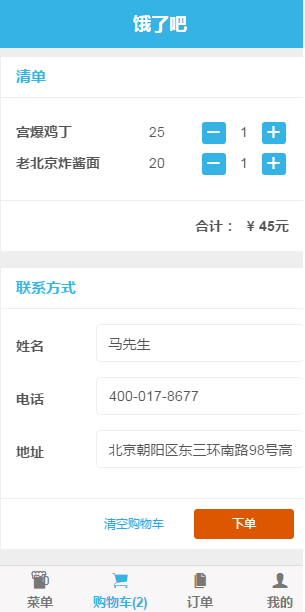 饿了吧
清单
宫爆鸡丁 25 1
老北京炸酱面 20 1
合计： ¥ 45元
联系方式
姓名 马先生
电话 400-017-8677
地址 北京朝阳区东三环南路98号高
清空购物车 下单
菜单 购物车(2) 订单 我的